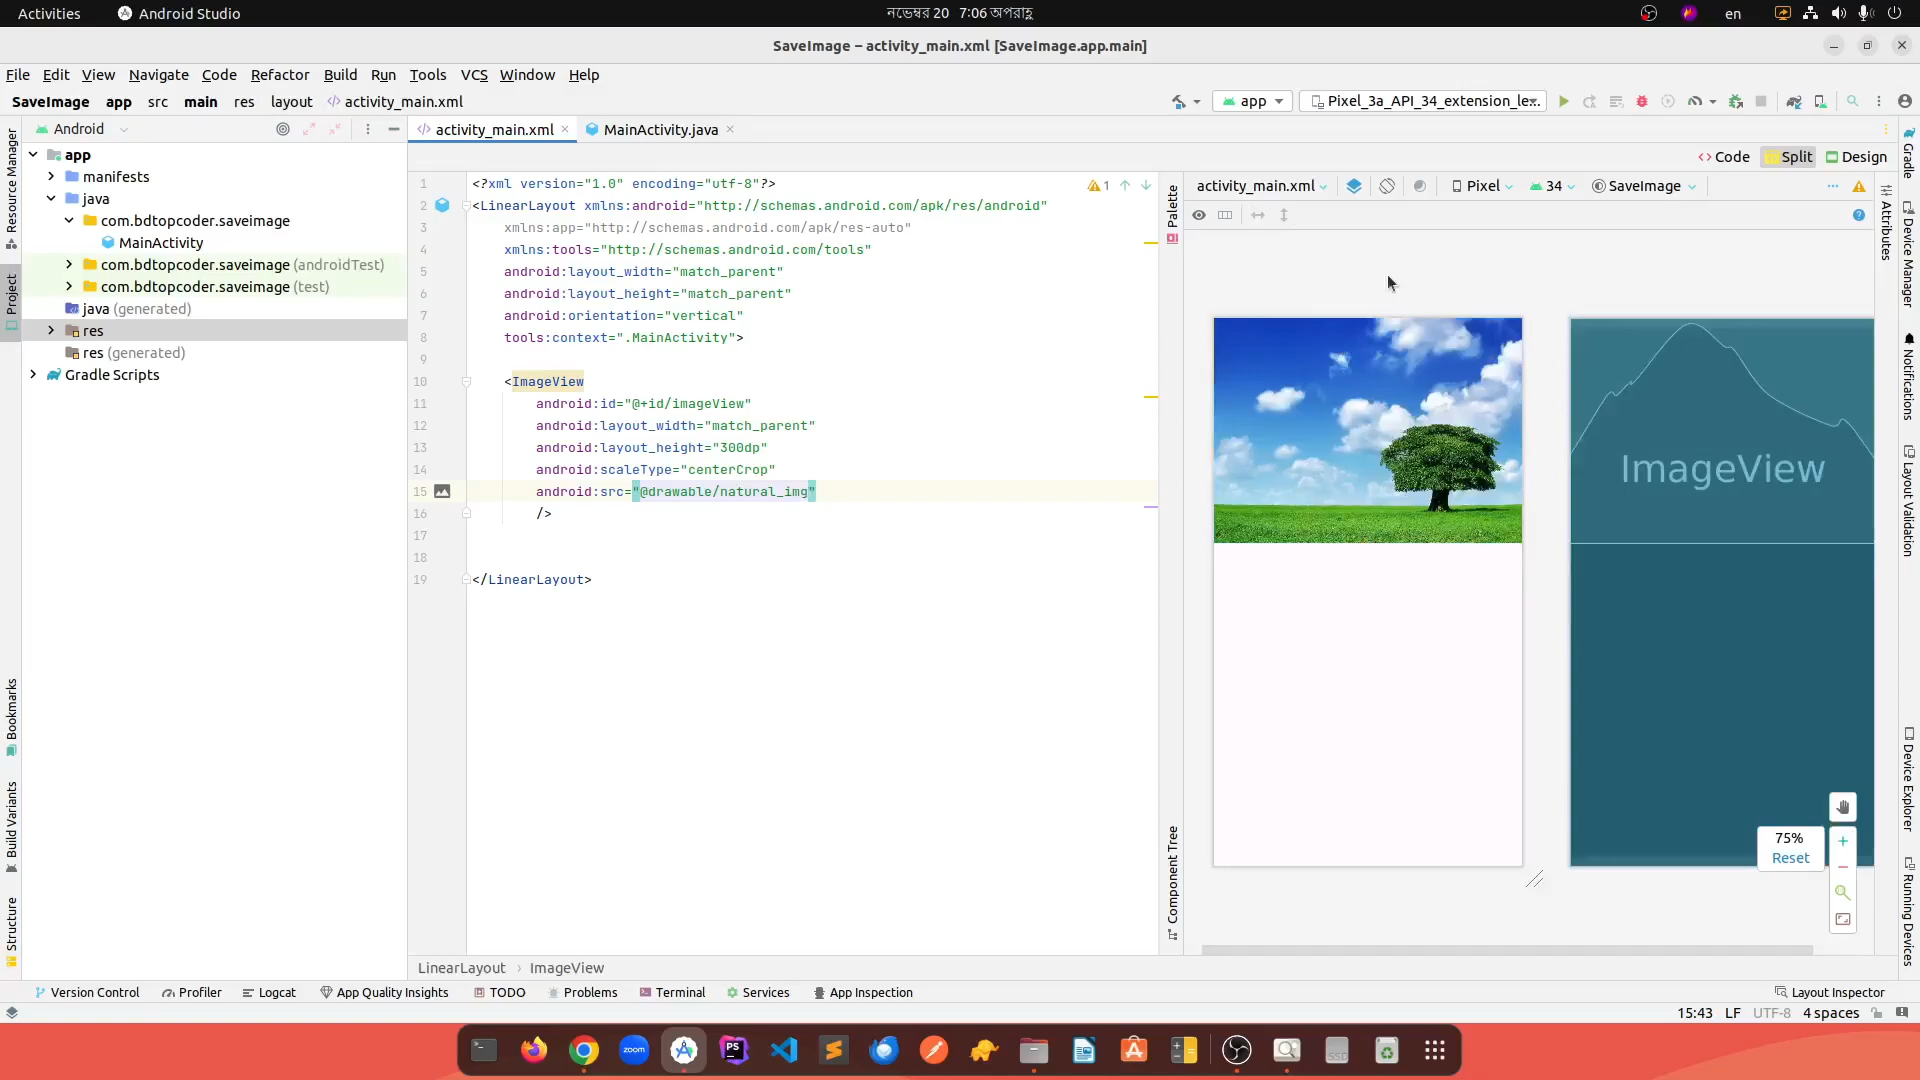 Activities
Android Studio
নভেম্বর 20 7:06 অপরাহ্ণ
en
SaveImage – activity_main.xml [SaveImage.app.main]
File Edit View Navigate Code Refactor Build Run Tools VCS Window Help
SaveImage app src main res layout activity_main.xml
app
Pixel_3a_API_34_extension_le..
Android
activity_main.xml
MainActivity.java
Code
Split
Design
Resource Manager
Project
Bookmarks
Build Variants
Structure
app
manifests
java
com.bdtopcoder.saveimage
MainActivity
com.bdtopcoder.saveimage (androidTest)
com.bdtopcoder.saveimage (test)
java (generated)
res
res (generated)
Gradle Scripts
1 <?xml version="1.0" encoding="utf-8"?>
2 <LinearLayout xmlns:android="http://schemas.android.com/apk/res/android"
3 xmlns:app="http://schemas.android.com/apk/res-auto"
4 xmlns:tools="http://schemas.android.com/tools"
5 android:layout_width="match_parent"
6 android:layout_height="match_parent"
7 android:orientation="vertical"
8 tools:context=".MainActivity">
9
10 <ImageView
11 android:id="@+id/imageView"
12 android:layout_width="match_parent"
13 android:layout_height="300dp"
14 android:scaleType="centerCrop"
15 android:src="@drawable/natural_img"
16 />
17
18
19 </LinearLayout>
1
Palette
Component Tree
activity_main.xml
Pixel
34
SaveImage
ImageView
75%
Reset
Attributes
Gradle
Device Manager
Notifications
Layout Validation
Device Explorer
Running Devices
LinearLayout › ImageView
Version Control
Profiler
Logcat
App Quality Insights
TODO
Problems
Terminal
Services
App Inspection
Layout Inspector
15:43 LF UTF-8 4 spaces
zoom
PS
SSD